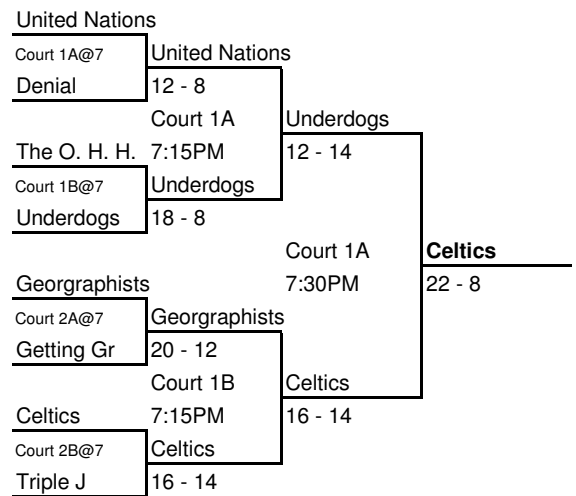 United Nations
Court 1A@7 United Nations
Denial 12 - 8
Court 1A Underdogs
The O. H. H. 7:15PM 12 - 14
Court 1B@7 Underdogs
Underdogs 18 - 8
Court 1A Celtics
Georgraphists 7:30PM 22 - 8
Court 2A@7 Georgraphists
Getting Gr 20 - 12
Court 1B Celtics
Celtics 7:15PM 16 - 14
Court 2B@7 Celtics
Triple J 16 - 14